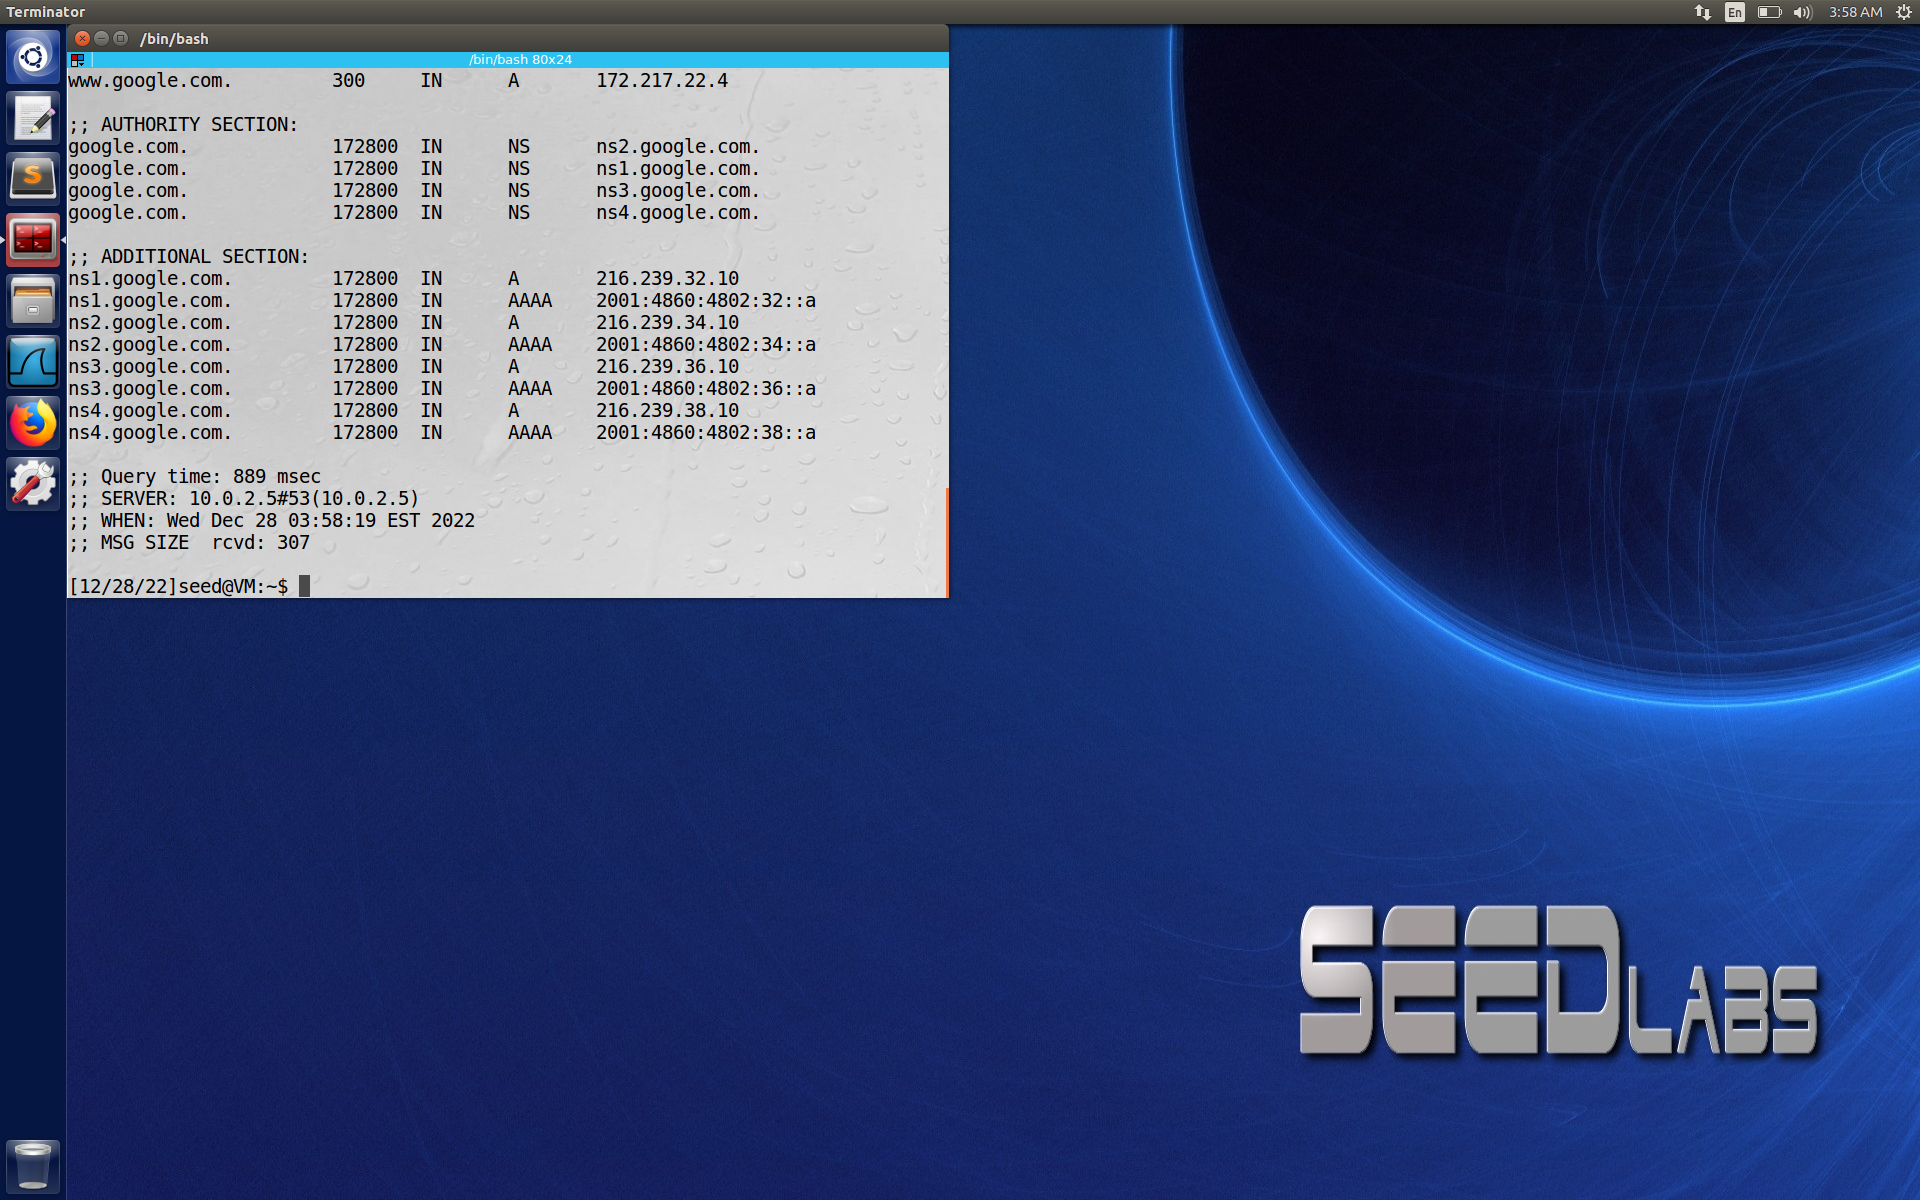 Terminator
En
3:58 AM
/bin/bash
/bin/bash 80x24
www.google.com. 300 IN A 172.217.22.4
;; AUTHORITY SECTION:
google.com. 172800 IN NS ns2.google.com.
google.com. 172800 IN NS ns1.google.com.
google.com. 172800 IN NS ns3.google.com.
google.com. 172800 IN NS ns4.google.com.
;; ADDITIONAL SECTION:
ns1.google.com. 172800 IN A 216.239.32.10
ns1.google.com. 172800 IN AAAA 2001:4860:4802:32::a
ns2.google.com. 172800 IN A 216.239.34.10
ns2.google.com. 172800 IN AAAA 2001:4860:4802:34::a
ns3.google.com. 172800 IN A 216.239.36.10
ns3.google.com. 172800 IN AAAA 2001:4860:4802:36::a
ns4.google.com. 172800 IN A 216.239.38.10
ns4.google.com. 172800 IN AAAA 2001:4860:4802:38::a
;; Query time: 889 msec
;; SERVER: 10.0.2.5#53(10.0.2.5)
;; WHEN: Wed Dec 28 03:58:19 EST 2022
;; MSG SIZE  rcvd: 307
[12/28/22]seed@VM:~$
SEEDLABS